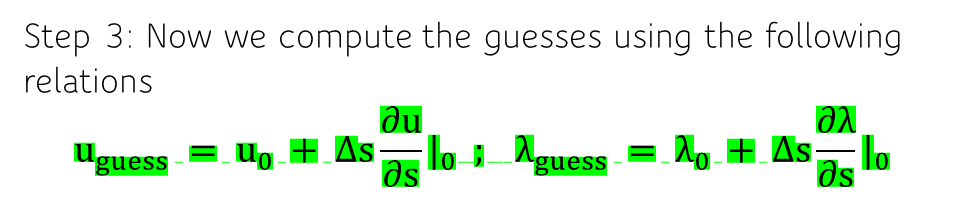 Step 3: Now we compute the guesses using the following
relations
u_guess = u_0 + Δs ∂u/∂s|_0 ; λ_guess = λ_0 + Δs ∂λ/∂s|_0